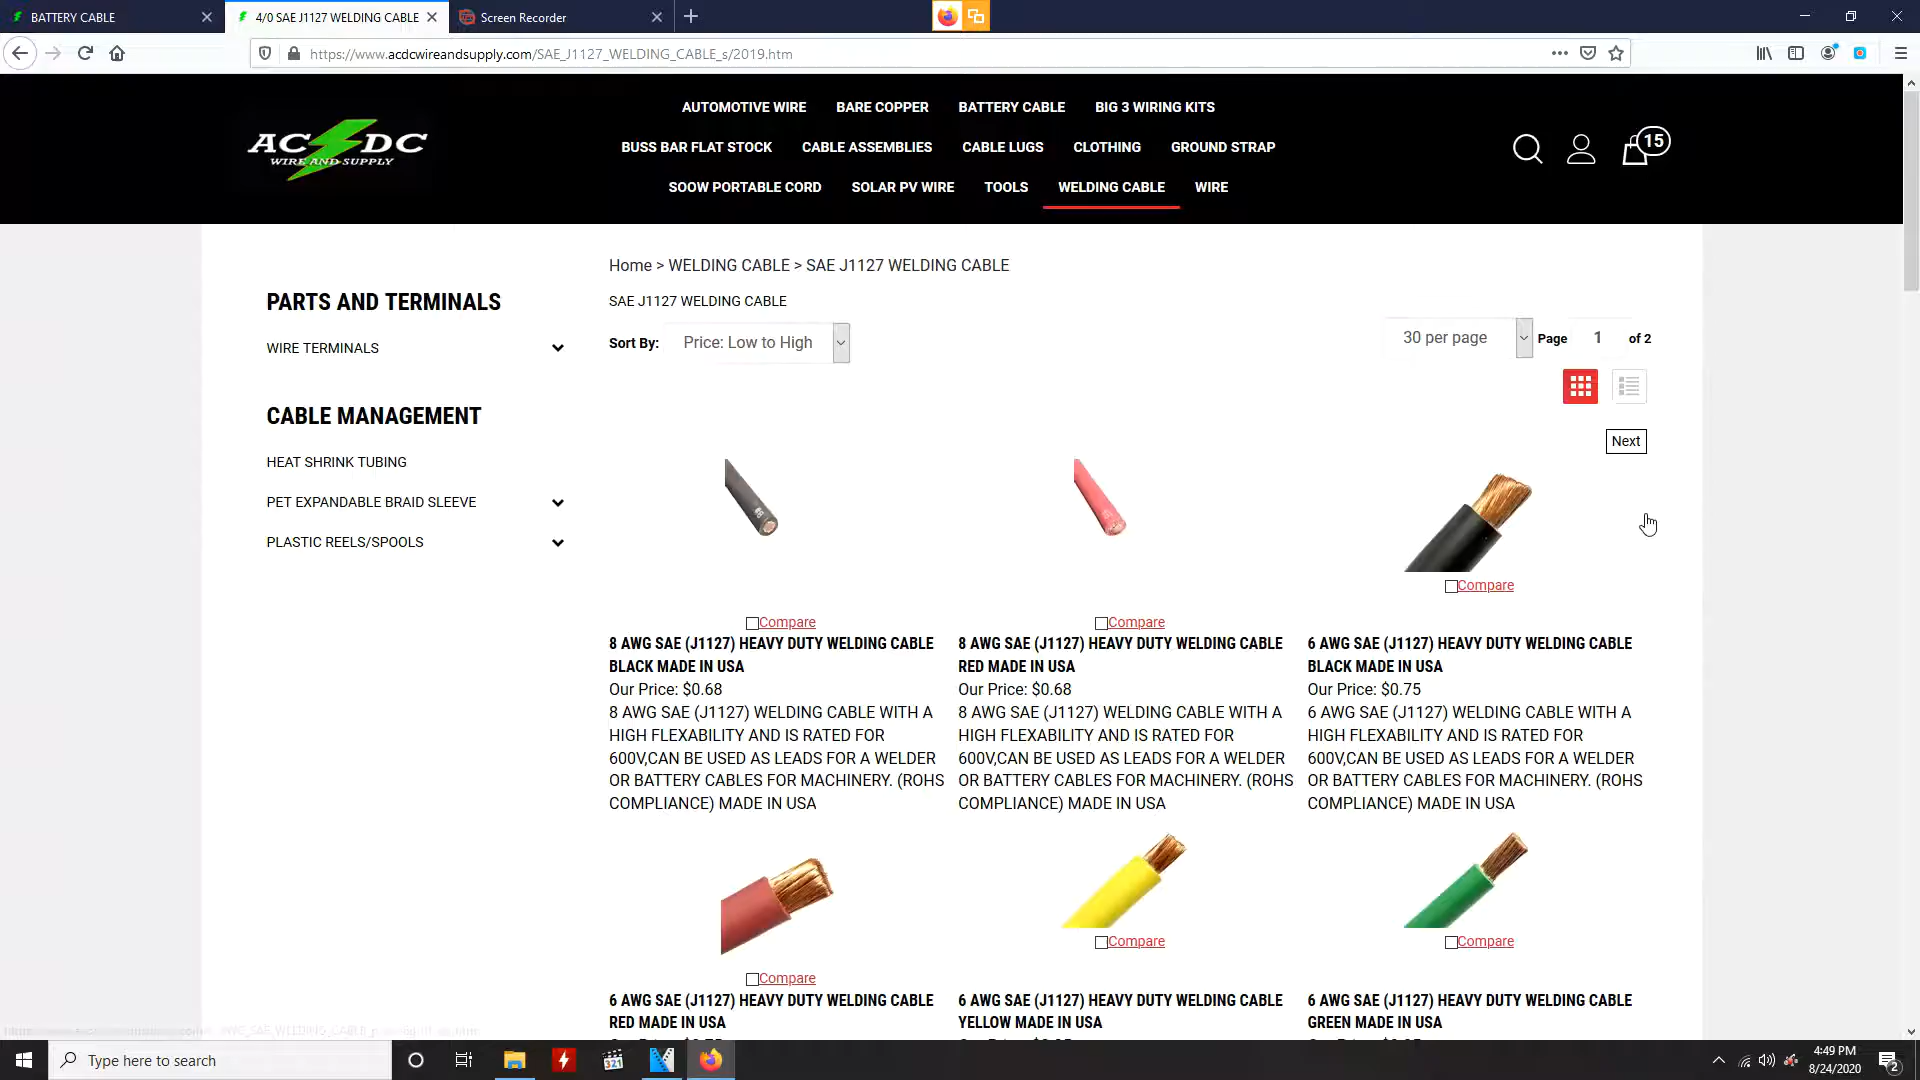 BATTERY CABLE
4/0 SAE J1127 WELDING CABLE
Screen Recorder
https://www.acdcwireandsupply.com/SAE_J1127_WELDING_CABLE_s/2019.htm
AC DC
WIRE AND SUPPLY
AUTOMOTIVE WIRE BARE COPPER BATTERY CABLE BIG 3 WIRING KITS
BUSS BAR FLAT STOCK CABLE ASSEMBLIES CABLE LUGS CLOTHING GROUND STRAP
SOOW PORTABLE CORD SOLAR PV WIRE TOOLS WELDING CABLE WIRE
15
PARTS AND TERMINALS
WIRE TERMINALS
CABLE MANAGEMENT
HEAT SHRINK TUBING
PET EXPANDABLE BRAID SLEEVE
PLASTIC REELS/SPOOLS
Home > WELDING CABLE > SAE J1127 WELDING CABLE
SAE J1127 WELDING CABLE
Sort By: Price: Low to High
30 per page Page 1 of 2
Next
Compare
8 AWG SAE (J1127) HEAVY DUTY WELDING CABLE
BLACK MADE IN USA
Our Price: $0.68
8 AWG SAE (J1127) WELDING CABLE WITH A
HIGH FLEXABILITY AND IS RATED FOR
600V,CAN BE USED AS LEADS FOR A WELDER
OR BATTERY CABLES FOR MACHINERY. (ROHS
COMPLIANCE) MADE IN USA
Compare
8 AWG SAE (J1127) HEAVY DUTY WELDING CABLE
RED MADE IN USA
Our Price: $0.68
8 AWG SAE (J1127) WELDING CABLE WITH A
HIGH FLEXABILITY AND IS RATED FOR
600V,CAN BE USED AS LEADS FOR A WELDER
OR BATTERY CABLES FOR MACHINERY. (ROHS
COMPLIANCE) MADE IN USA
Compare
6 AWG SAE (J1127) HEAVY DUTY WELDING CABLE
BLACK MADE IN USA
Our Price: $0.75
6 AWG SAE (J1127) WELDING CABLE WITH A
HIGH FLEXABILITY AND IS RATED FOR
600V,CAN BE USED AS LEADS FOR A WELDER
OR BATTERY CABLES FOR MACHINERY. (ROHS
COMPLIANCE) MADE IN USA
Compare
6 AWG SAE (J1127) HEAVY DUTY WELDING CABLE
RED MADE IN USA
Compare
6 AWG SAE (J1127) HEAVY DUTY WELDING CABLE
YELLOW MADE IN USA
Compare
6 AWG SAE (J1127) HEAVY DUTY WELDING CABLE
GREEN MADE IN USA
Type here to search
321
4:49 PM
8/24/2020
2